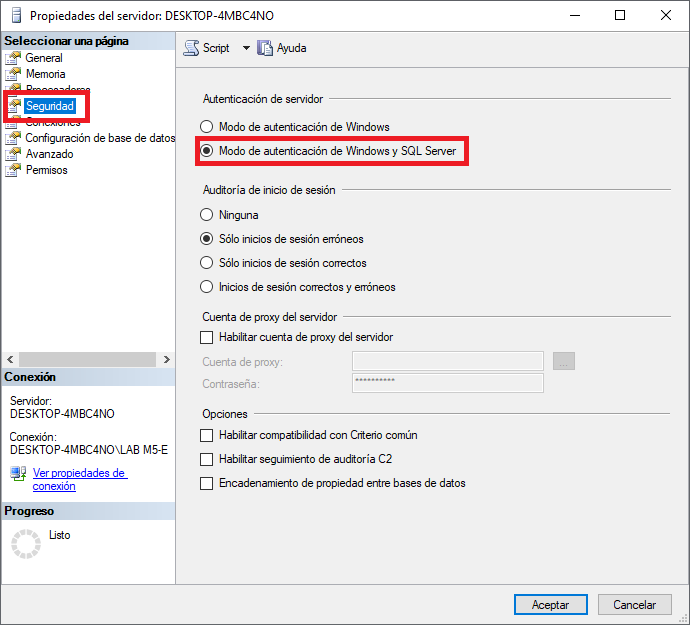 Propiedades del servidor: DESKTOP-4MBC4NO
Seleccionar una página
General
Memoria
Procesadores
Seguridad
Conexiones
Configuración de base de datos
Avanzado
Permisos
Script
Ayuda
Autenticación de servidor
Modo de autenticación de Windows
Modo de autenticación de Windows y SQL Server
Auditoría de inicio de sesión
Ninguna
Sólo inicios de sesión erróneos
Sólo inicios de sesión correctos
Inicios de sesión correctos y erróneos
Cuenta de proxy del servidor
Habilitar cuenta de proxy del servidor
Cuenta de proxy:
...
Contraseña:
**********
Opciones
Habilitar compatibilidad con Criterio común
Habilitar seguimiento de auditoría C2
Encadenamiento de propiedad entre bases de datos
Conexión
Servidor:
DESKTOP-4MBC4NO
Conexión:
DESKTOP-4MBC4NO\LAB M5-E
Ver propiedades de
conexión
Progreso
Listo
Aceptar
Cancelar